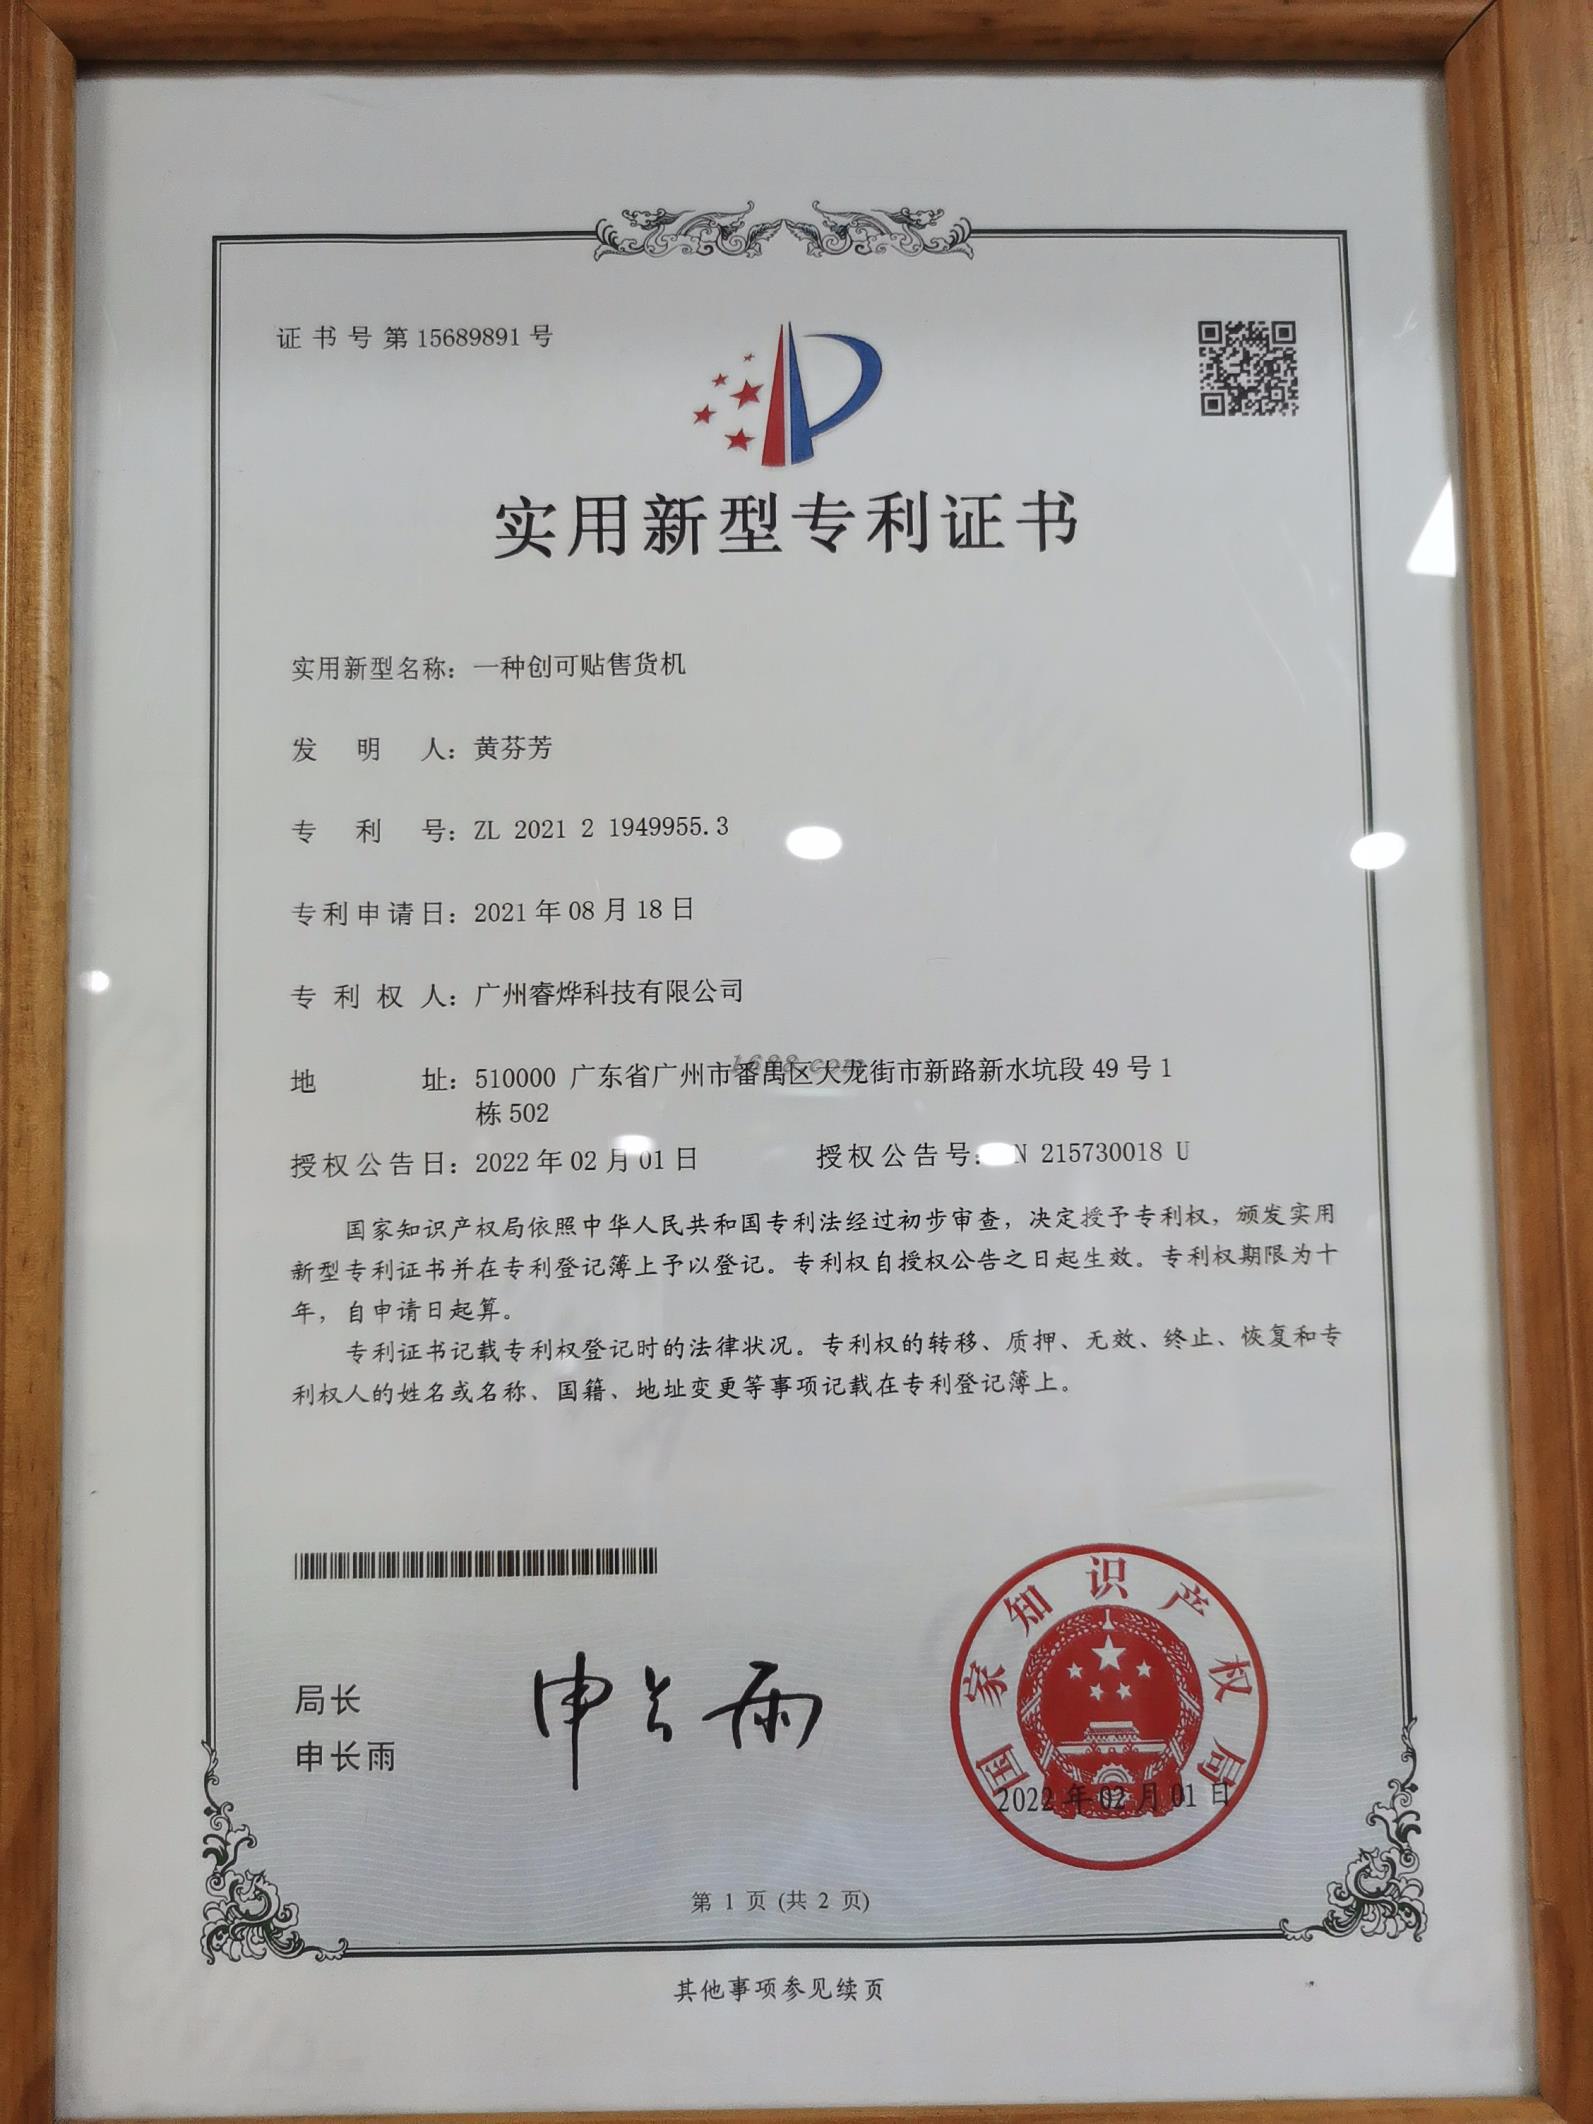 证书号第15689891号
实用新型专利证书
实用新型名称：一种创可贴售货机
发明人：黄芬芳
专利号：ZL 2021 2 1949955.3
专利申请日：2021年08月18日
专利权人：广州睿烨科技有限公司
1688.com
地址：510000 广东省广州市番禺区大龙街市新路新水坑段49号1
栋502
授权公告日：2022年02月01日 授权公告号：N 215730018 U
国家知识产权局依照中华人民共和国专利法经过初步审查，决定授予专利权，颁发实用
新型专利证书并在专利登记簿上予以登记。专利权自授权公告之日起生效。专利权期限为十
年，自申请日起算。
专利证书记载专利权登记时的法律状况。专利权的转移、质押、无效、终止、恢复和专
利权人的姓名或名称、国籍、地址变更等事项记载在专利登记簿上。
局长
申长雨
申长雨
国家知识产权局
2022年02月01日
第 1 页 (共 2 页)
其他事项参见续页